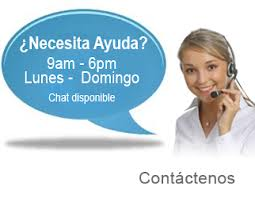 ¿Necesita Ayuda?
9am - 6pm
Lunes - Domingo
Chat disponible
Contáctenos